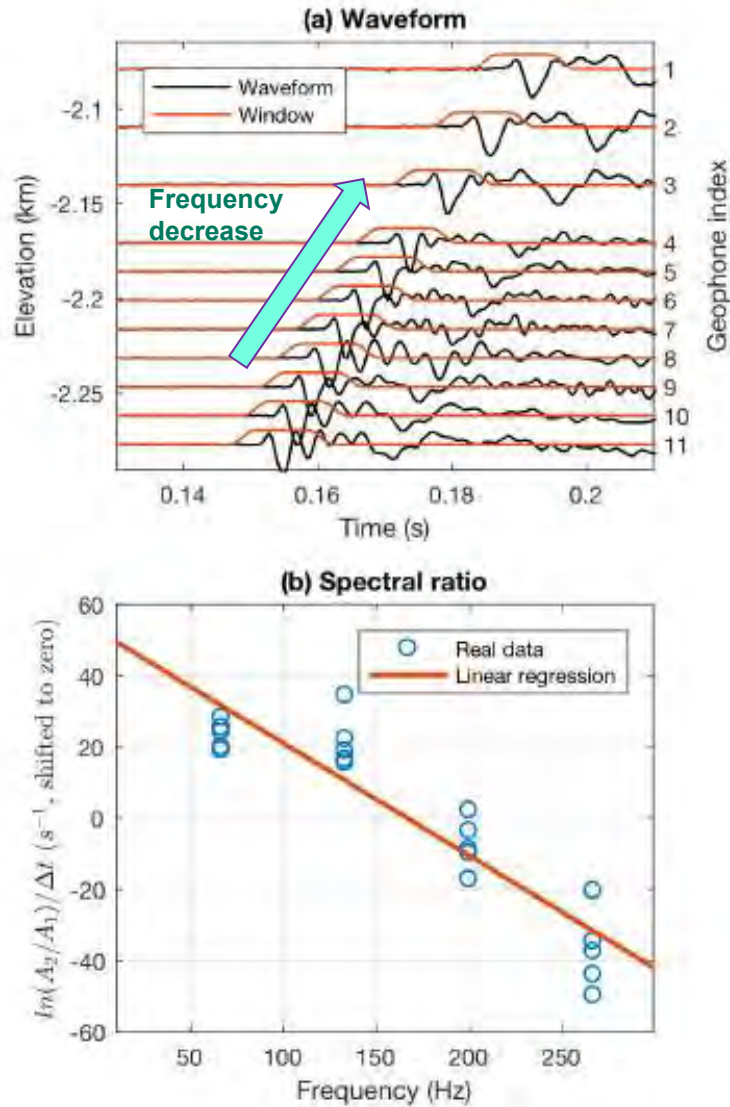 (a) Waveform
Waveform
Window
Frequency
decrease
-2.1
-2.15
-2.2
-2.25
Elevation (km)
1
2
3
4
5
6
7
8
9
10
11
Geophone index
0.14 0.16 0.18 0.2
Time (s)
(b) Spectral ratio
Real data
Linear regression
60
40
20
0
-20
-40
-60
ln(A₂/A₁)/Δt (s⁻¹, shifted to zero)
50 100 150 200 250
Frequency (Hz)